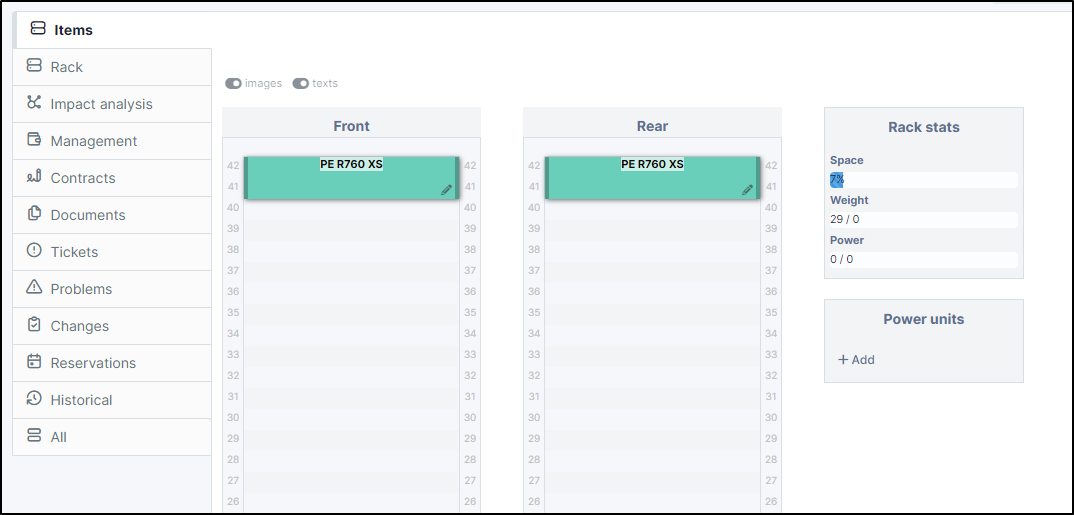 Items
Rack
Impact analysis
Management
Contracts
Documents
Tickets
Problems
Changes
Reservations
Historical
All
images texts
Front
42 PE R760 XS 42
41 41
40 40
39 39
38 38
37 37
36 36
35 35
34 34
33 33
32 32
31 31
30 30
29 29
28 28
27 27
26 26
Rear
42 PE R760 XS 42
41 41
40 40
39 39
38 38
37 37
36 36
35 35
34 34
33 33
32 32
31 31
30 30
29 29
28 28
27 27
26 26
Rack stats
Space
7%
Weight
29 / 0
Power
0 / 0
Power units
+ Add